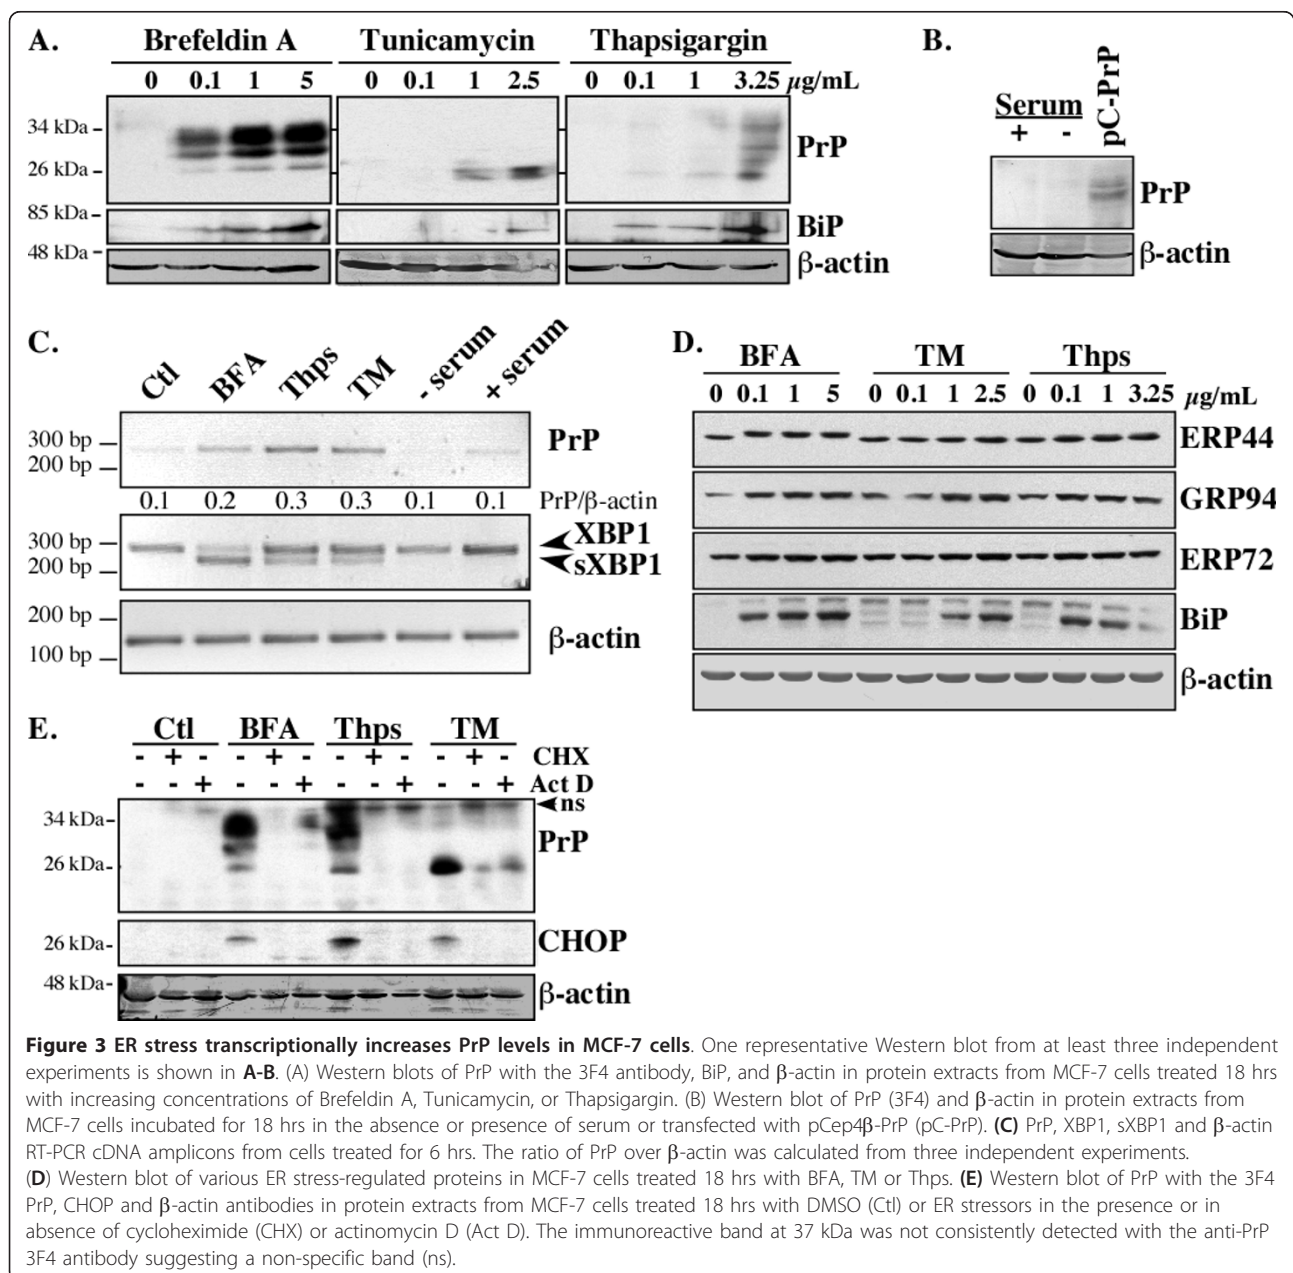 A. Brefeldin A Tunicamycin Thapsigargin
0 0.1 1 5 0 0.1 1 2.5 0 0.1 1 3.25 µg/mL
34 kDa
26 kDa
PrP
85 kDa
BiP
48 kDa
β-actin
B.
Serum
+ -
pC-PrP
PrP
β-actin
C.
Ctl BFA Thps TM - serum + serum
300 bp
200 bp
PrP
0.1 0.2 0.3 0.3 0.1 0.1 PrP/β-actin
300 bp
200 bp
XBP1
sXBP1
200 bp
100 bp
β-actin
D.
BFA TM Thps
0 0.1 1 5 0 0.1 1 2.5 0 0.1 1 3.25 µg/mL
ERP44
GRP94
ERP72
BiP
β-actin
E.
Ctl BFA Thps TM
- + - - + - - + - - + - CHX
- - + - - + - - + - - + Act D
ns
34 kDa
PrP
26 kDa
26 kDa
CHOP
48 kDa
β-actin
Figure 3 ER stress transcriptionally increases PrP levels in MCF-7 cells. One representative Western blot from at least three independent
experiments is shown in A-B. (A) Western blots of PrP with the 3F4 antibody, BiP, and β-actin in protein extracts from MCF-7 cells treated 18 hrs
with increasing concentrations of Brefeldin A, Tunicamycin, or Thapsigargin. (B) Western blot of PrP (3F4) and β-actin in protein extracts from
MCF-7 cells incubated for 18 hrs in the absence or presence of serum or transfected with pCep4β-PrP (pC-PrP). (C) PrP, XBP1, sXBP1 and β-actin
RT-PCR cDNA amplicons from cells treated for 6 hrs. The ratio of PrP over β-actin was calculated from three independent experiments.
(D) Western blot of various ER stress-regulated proteins in MCF-7 cells treated 18 hrs with BFA, TM or Thps. (E) Western blot of PrP with the 3F4
PrP, CHOP and β-actin antibodies in protein extracts from MCF-7 cells treated 18 hrs with DMSO (Ctl) or ER stressors in the presence or in
absence of cycloheximide (CHX) or actinomycin D (Act D). The immunoreactive band at 37 kDa was not consistently detected with the anti-PrP
3F4 antibody suggesting a non-specific band (ns).